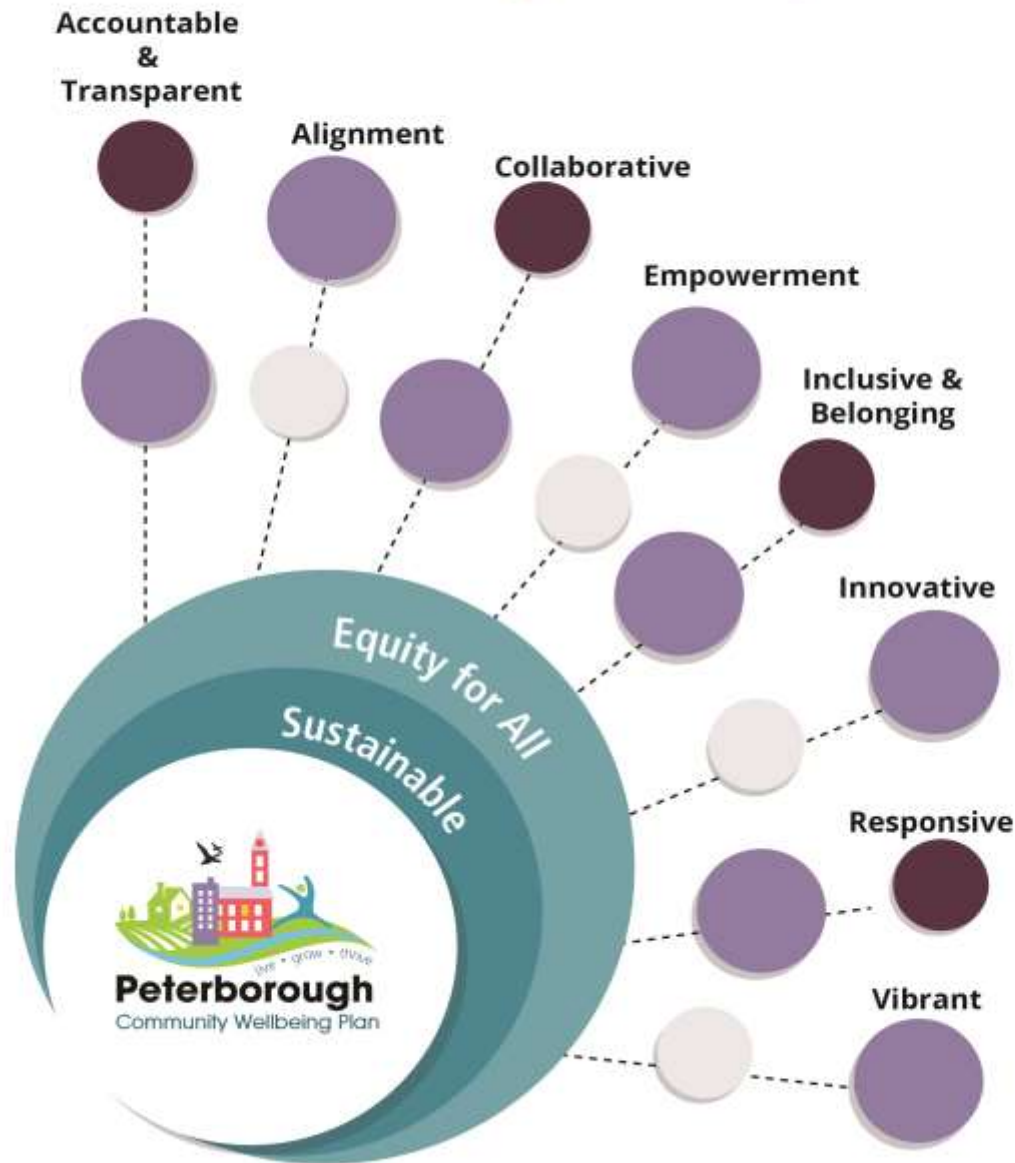 Accountable
&
Transparent
Alignment
Collaborative
Empowerment
Inclusive &
Belonging
Innovative
Responsive
Vibrant
Equity for All
Sustainable
live • grow • thrive
Peterborough
Community Wellbeing Plan